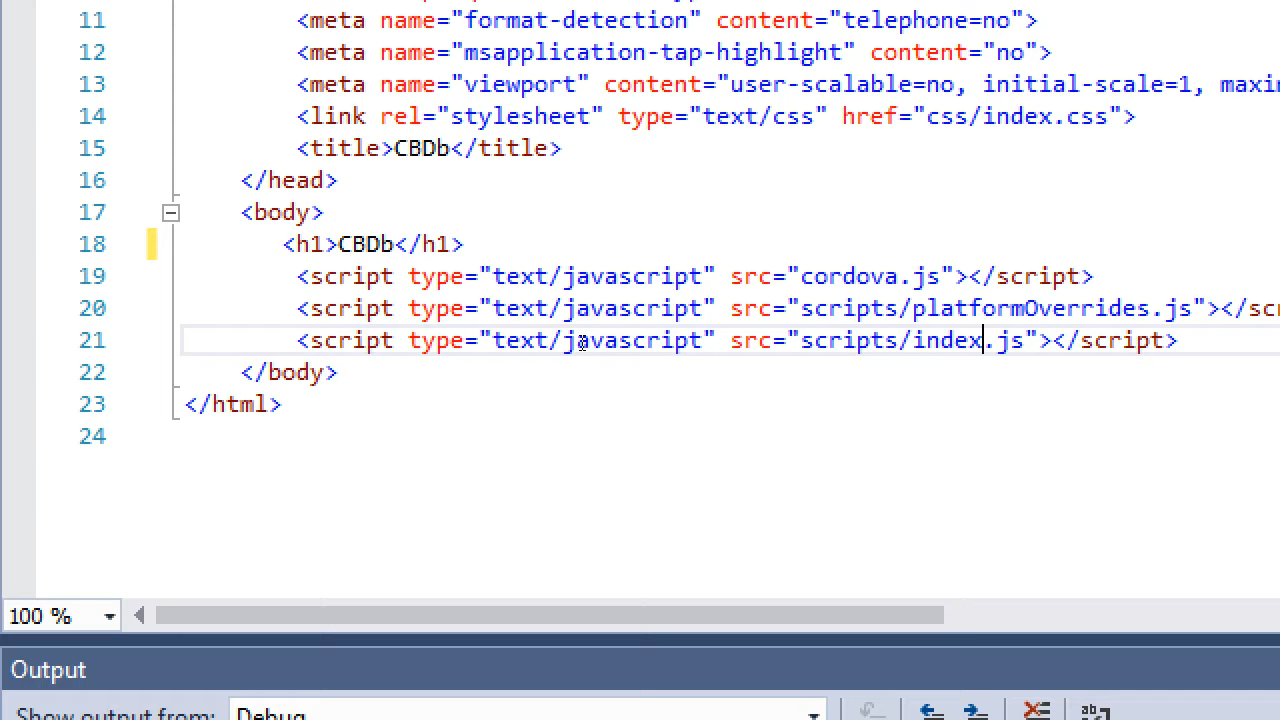 11 <meta name="format-detection" content="telephone=no">
12 <meta name="msapplication-tap-highlight" content="no">
13 <meta name="viewport" content="user-scalable=no, initial-scale=1, maxin
14 <link rel="stylesheet" type="text/css" href="css/index.css">
15 <title>CBDb</title>
16 </head>
17 <body>
18 <h1>CBDb</h1>
19 <script type="text/javascript" src="cordova.js"></script>
20 <script type="text/javascript" src="scripts/platformOverrides.js"></sc
21 <script type="text/javascript" src="scripts/index.js"></script>
22 </body>
23 </html>
24
100 %
Output
Show output from: Debug